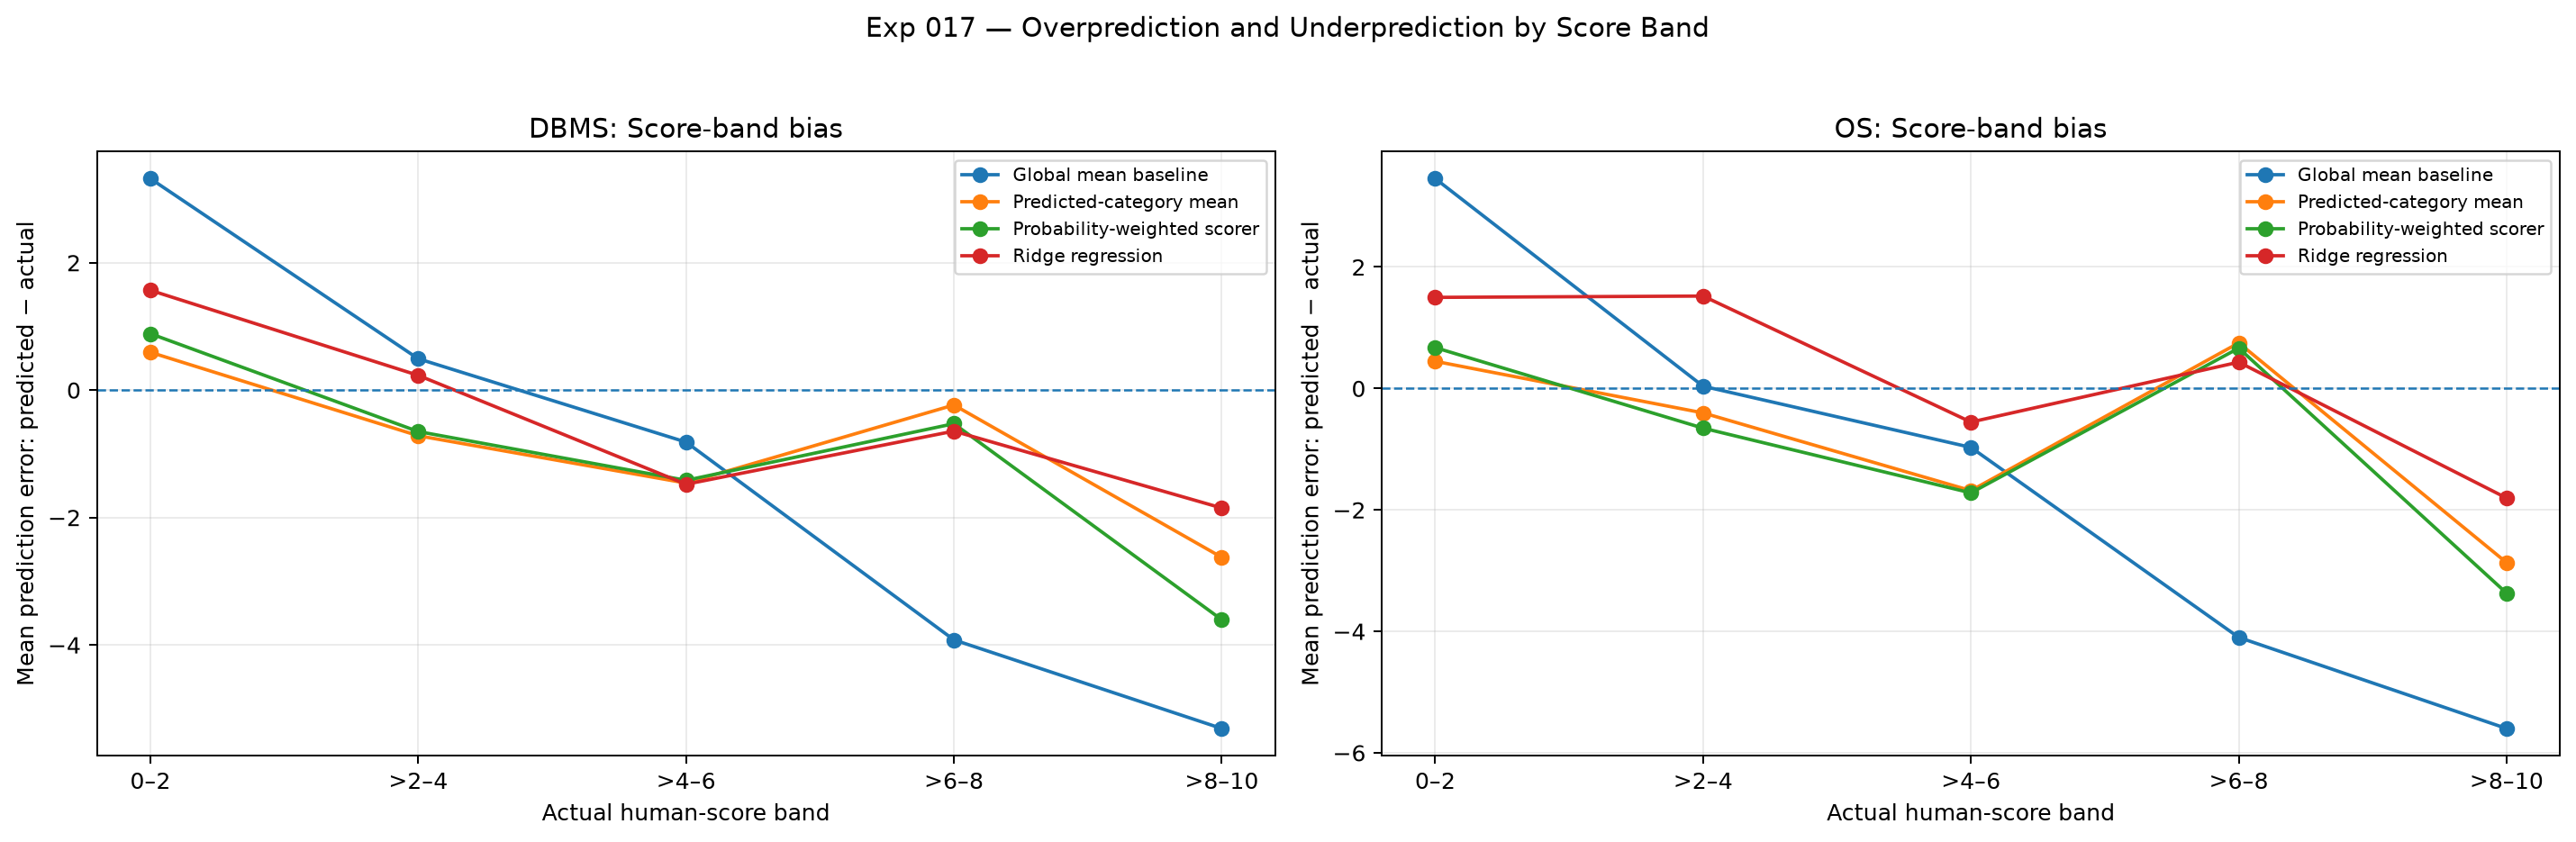 Exp 017 — Overprediction and Underprediction by Score Band
DBMS: Score-band bias
Mean prediction error: predicted − actual
2
0
−2
−4
Global mean baseline
Predicted-category mean
Probability-weighted scorer
Ridge regression
0–2
>2–4
>4–6
>6–8
>8–10
Actual human-score band
OS: Score-band bias
Mean prediction error: predicted − actual
2
0
−2
−4
−6
Global mean baseline
Predicted-category mean
Probability-weighted scorer
Ridge regression
0–2
>2–4
>4–6
>6–8
>8–10
Actual human-score band